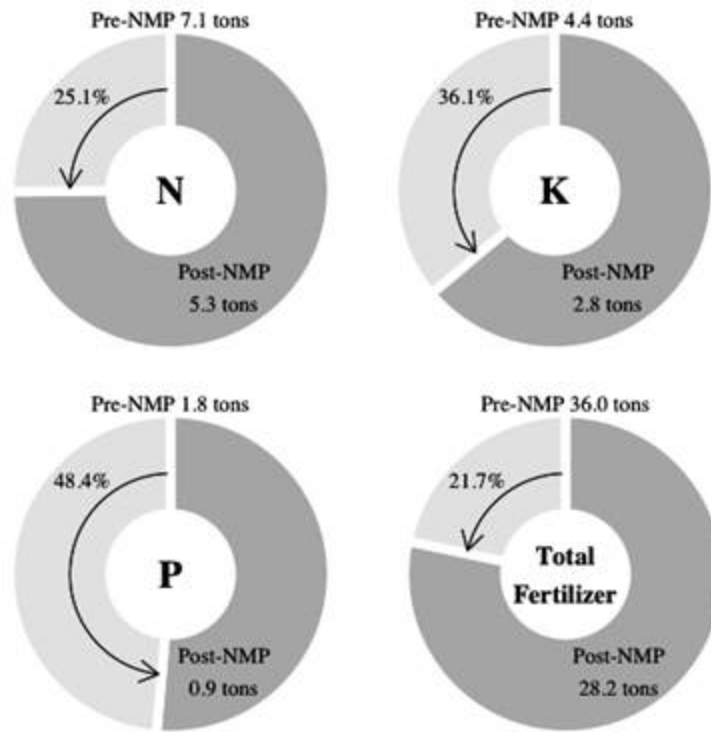 Pre-NMP 7.1 tons
25.1%
N
Post-NMP
5.3 tons
Pre-NMP 4.4 tons
36.1%
K
Post-NMP
2.8 tons
Pre-NMP 1.8 tons
48.4%
P
Post-NMP
0.9 tons
Pre-NMP 36.0 tons
21.7%
Total
Fertilizer
Post-NMP
28.2 tons